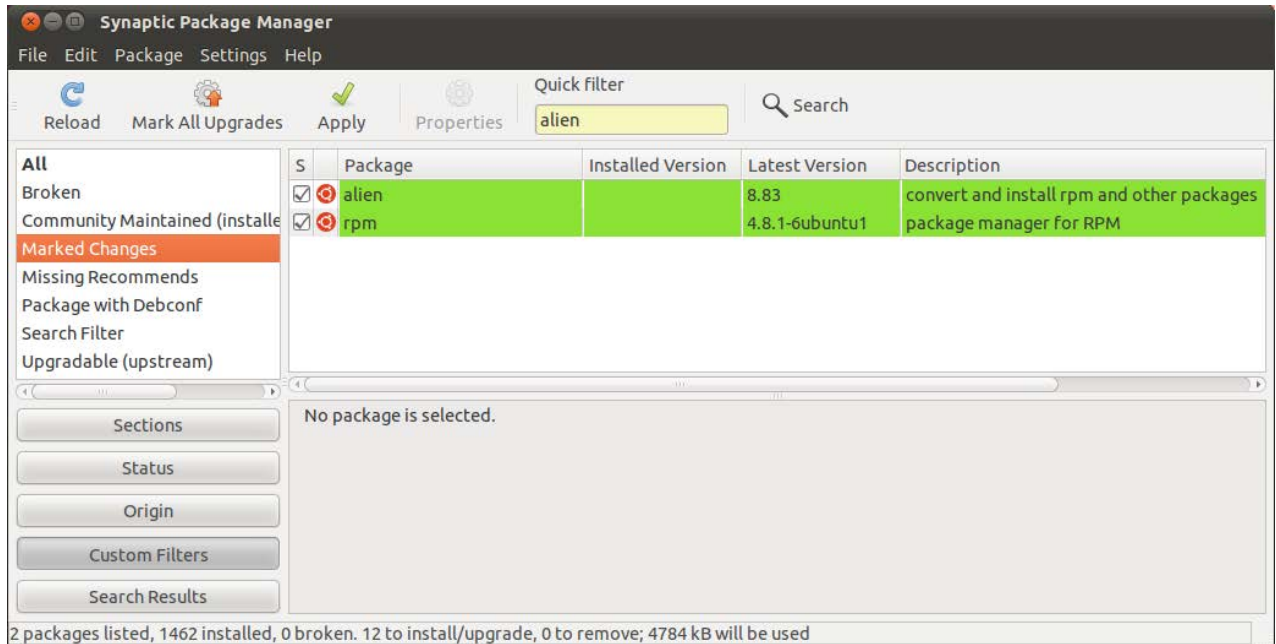 Synaptic Package Manager
File Edit Package Settings Help
Reload Mark All Upgrades Apply Properties Quick filter Search
alien
All
Broken
Community Maintained (installe
Marked Changes
Missing Recommends
Package with Debconf
Search Filter
Upgradable (upstream)
S Package Installed Version Latest Version Description
alien 8.83 convert and install rpm and other packages
rpm 4.8.1-6ubuntu1 package manager for RPM
Sections
Status
Origin
Custom Filters
Search Results
No package is selected.
2 packages listed, 1462 installed, 0 broken. 12 to install/upgrade, 0 to remove; 4784 kB will be used